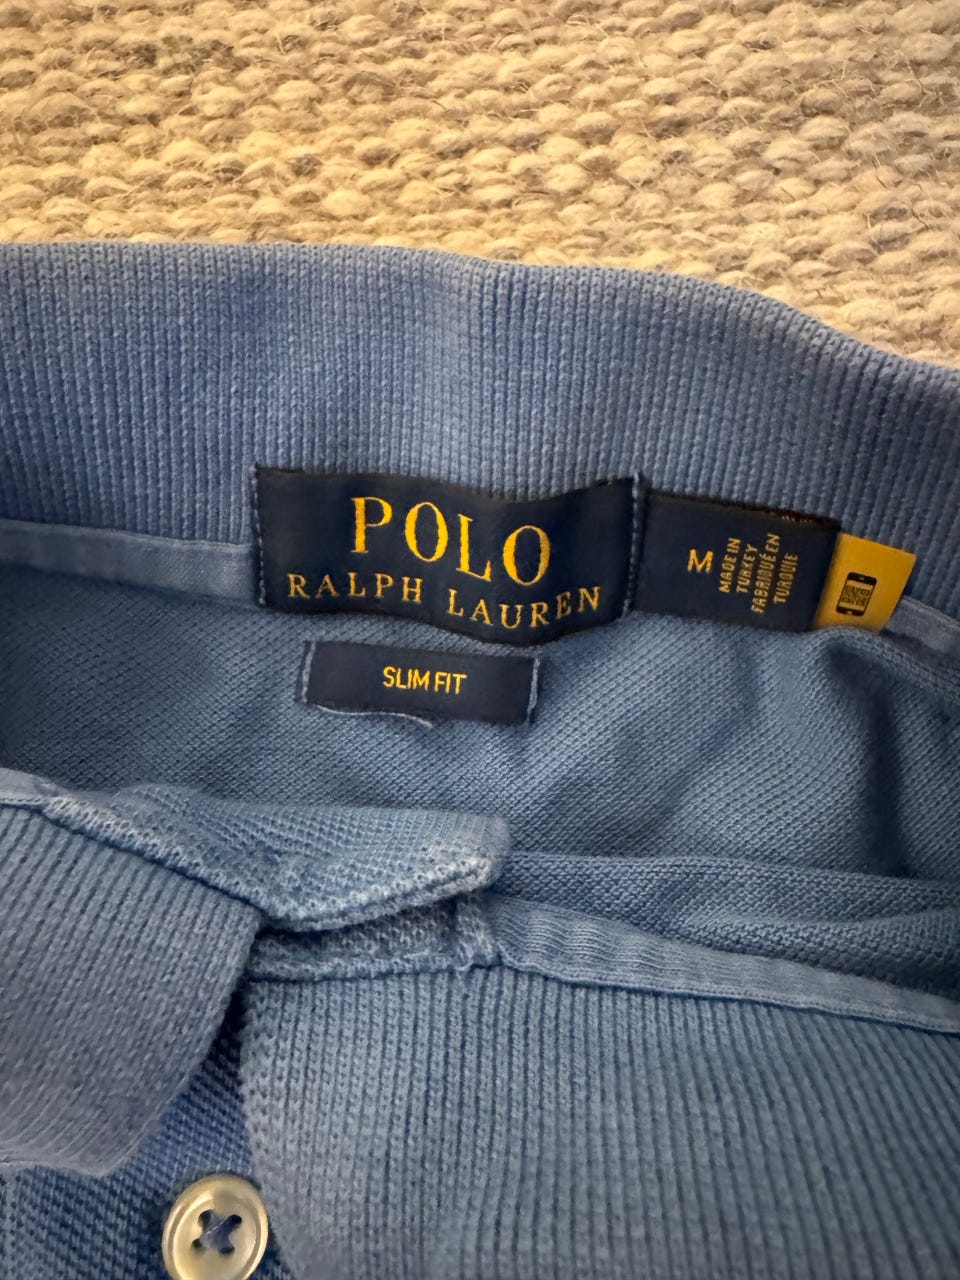 POLO
RALPH LAUREN
M
MADE IN
TURKEY
FABRIQUÉ EN
TURQUIE
SLIM FIT